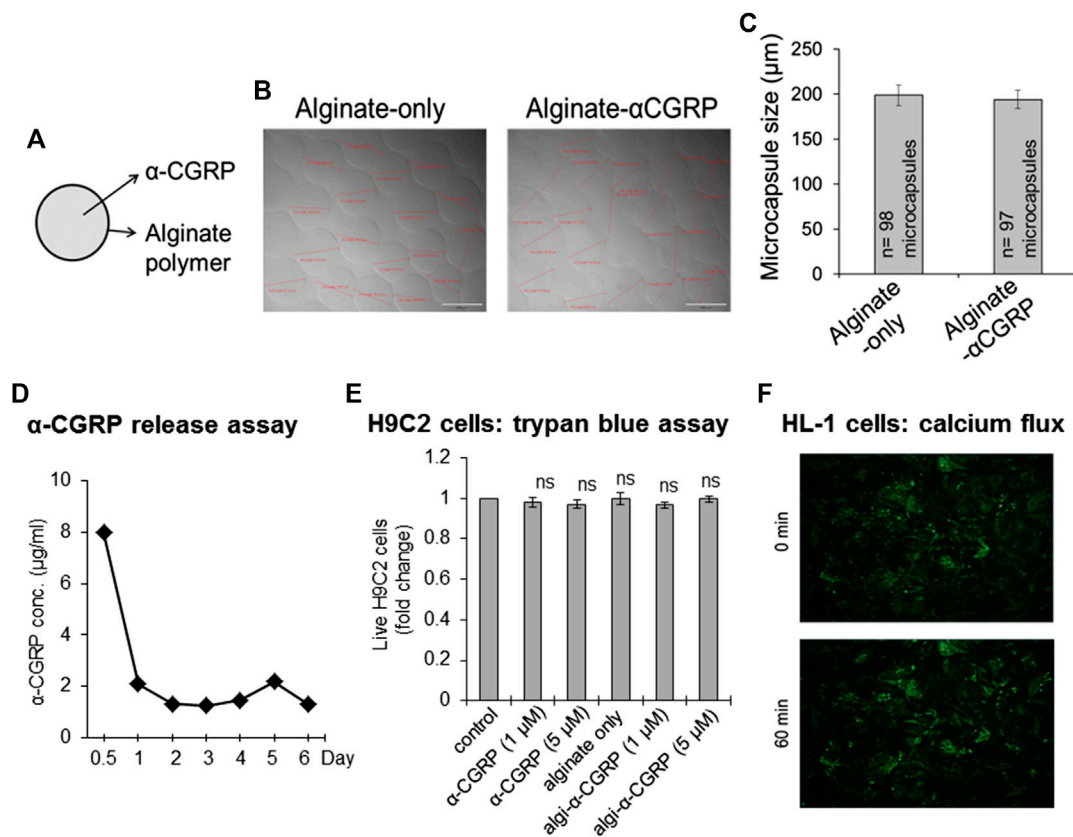 A
α-CGRP
Alginate
polymer
B
Alginate-only
Alginate-αCGRP
C
Microcapsule size (µm)
250
200
150
100
50
0
n= 98
microcapsules
n= 97
microcapsules
Alginate
-only
Alginate
-αCGRP
D
α-CGRP release assay
α-CGRP conc. (µg/ml)
10
8
6
4
2
0
0.5 1 2 3 4 5 6 Day
E
H9C2 cells: trypan blue assay
Live H9C2 cells
(fold change)
1.2
1
0.8
0.6
0.4
0.2
0
ns ns ns ns ns
control
α-CGRP (1 µM)
α-CGRP (5 µM)
alginate only
algi-α-CGRP (1 µM)
algi-α-CGRP (5 µM)
F
HL-1 cells: calcium flux
0 min
60 min